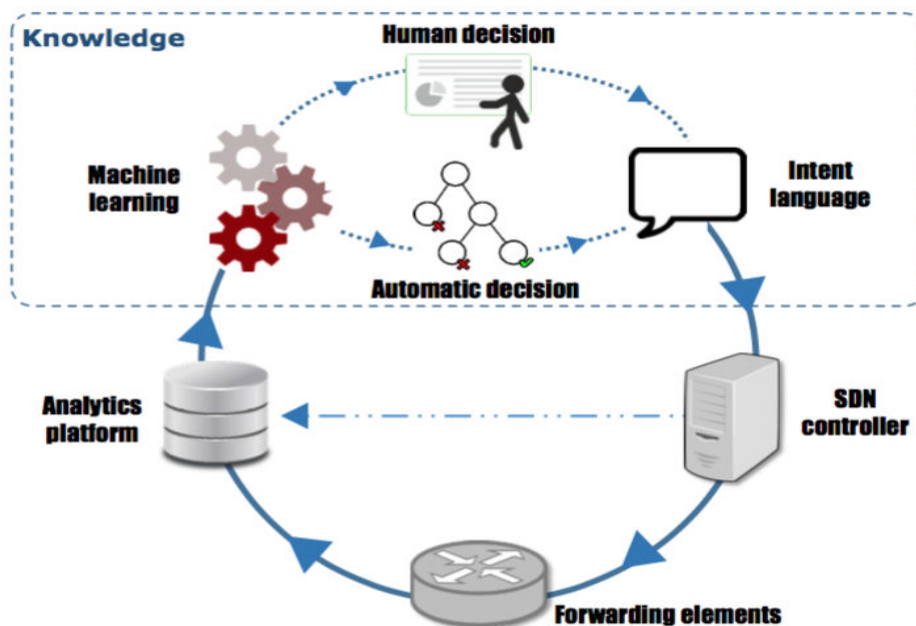 Knowledge
Human decision
Machine
learning
Intent
language
Automatic decision
Analytics
platform
SDN
controller
Forwarding elements